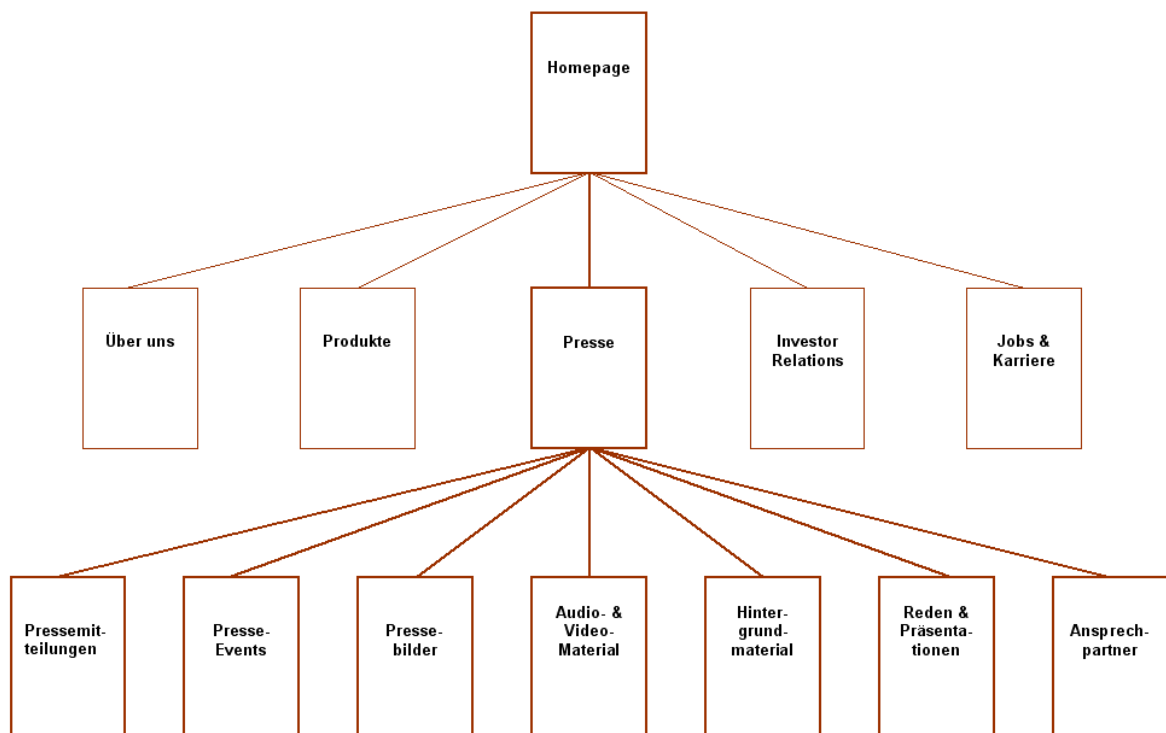 Homepage
Über uns
Produkte
Presse
Investor
Relations
Jobs &
Karriere
Pressemit-
teilungen
Presse-
Events
Presse-
bilder
Audio- &
Video-
Material
Hinter-
grund-
material
Reden &
Präsenta-
tionen
Ansprech-
partner